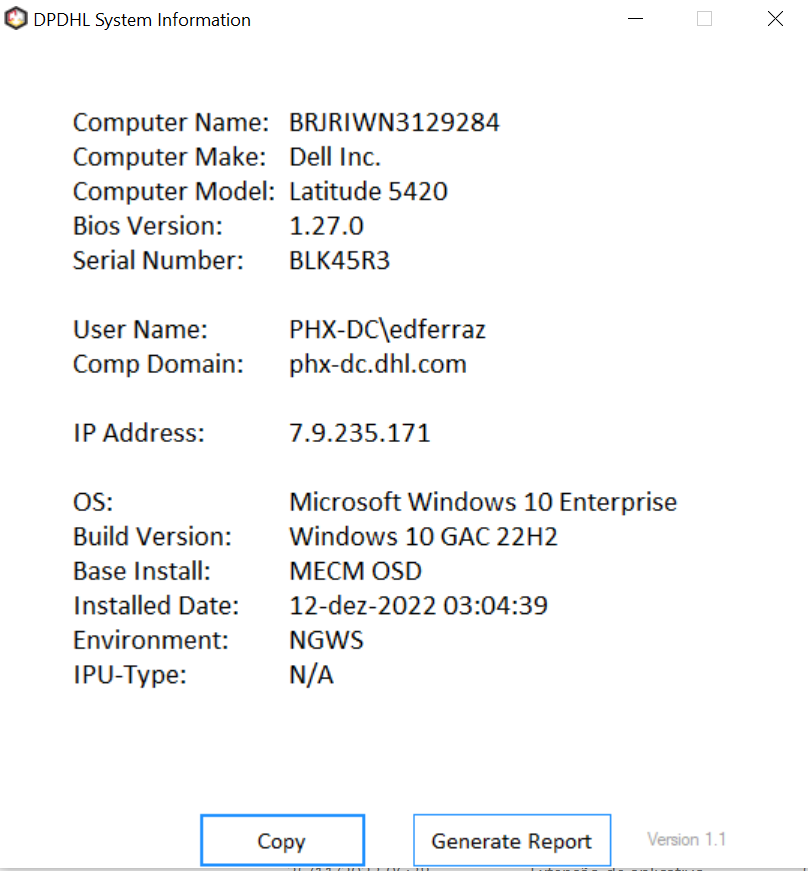 DPDHL System Information
Computer Name: BRJRIWN3129284
Computer Make: Dell Inc.
Computer Model: Latitude 5420
Bios Version: 1.27.0
Serial Number: BLK45R3
User Name: PHX-DC\edferraz
Comp Domain: phx-dc.dhl.com
IP Address: 7.9.235.171
OS: Microsoft Windows 10 Enterprise
Build Version: Windows 10 GAC 22H2
Base Install: MECM OSD
Installed Date: 12-dez-2022 03:04:39
Environment: NGWS
IPU-Type: N/A
Copy Generate Report Version 1.1